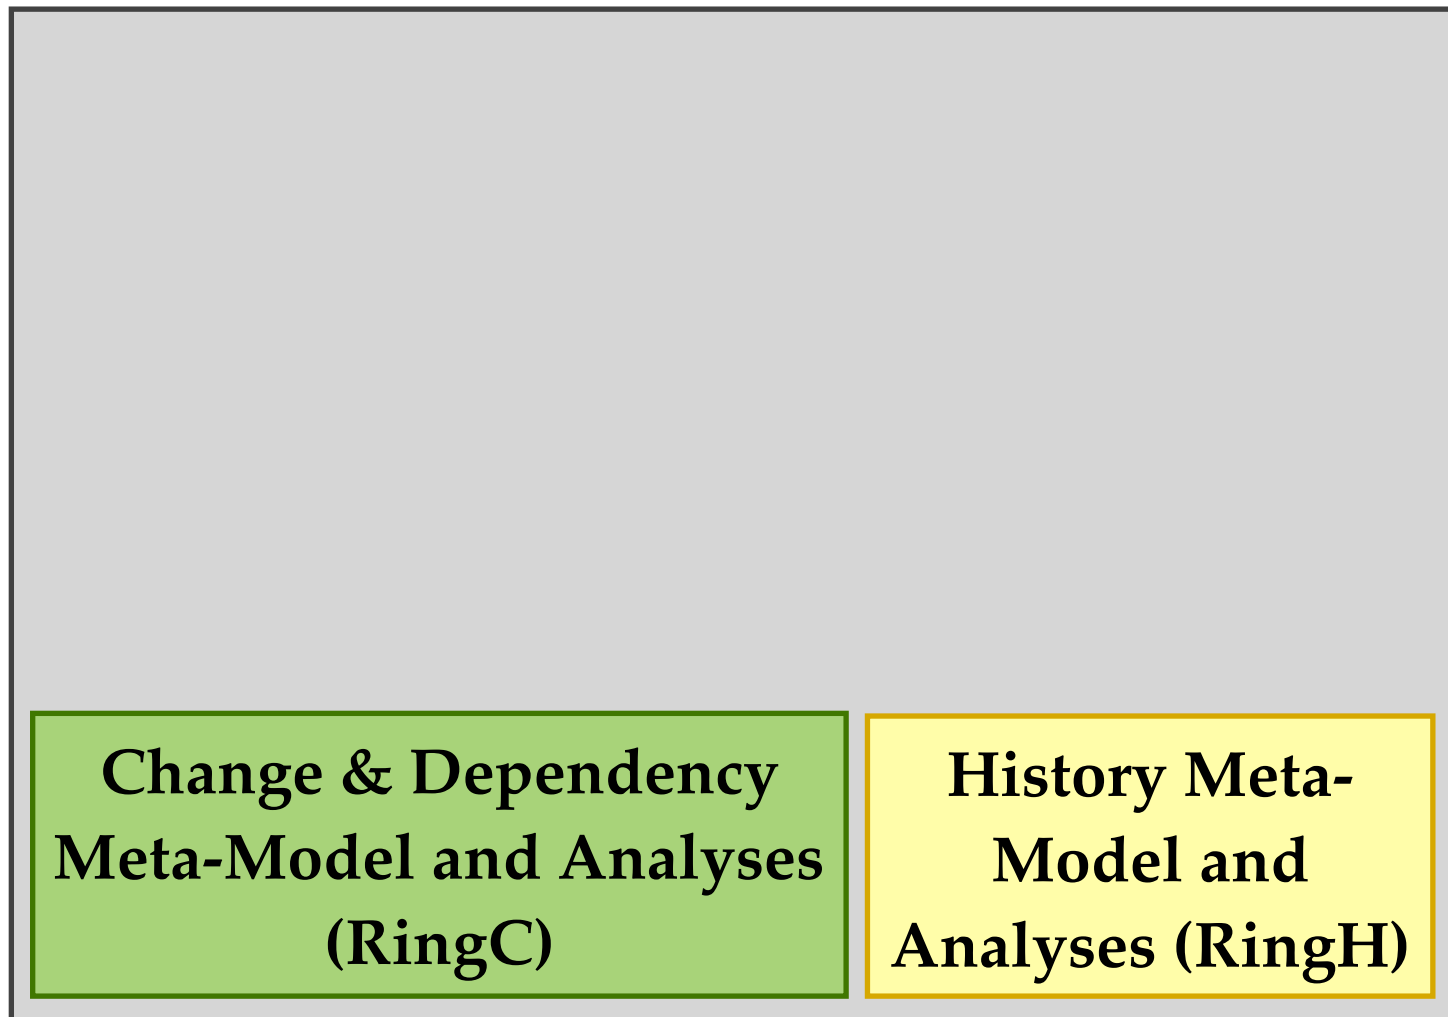 Change & Dependency
Meta-Model and Analyses
(RingC)
History Meta-
Model and
Analyses (RingH)